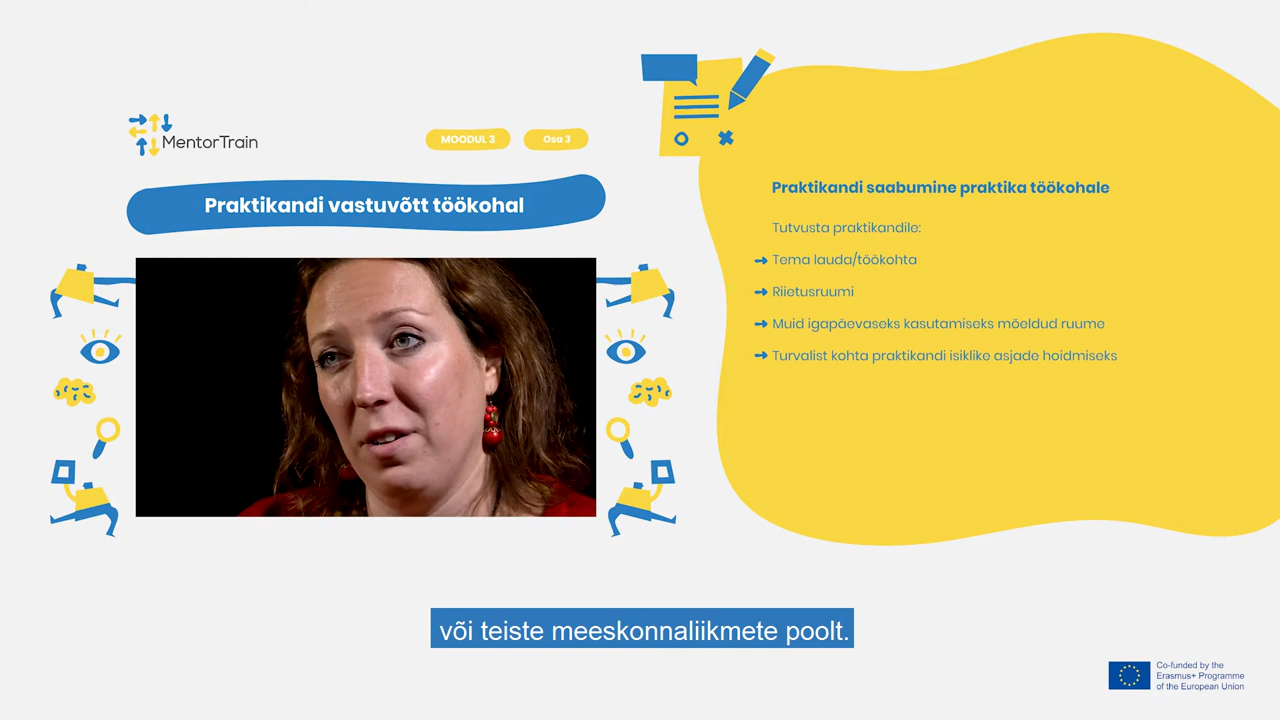 MentorTrain
MOODUL 3
Osa 3
Praktikandi vastuvõtt töökohal
Praktikandi saabumine praktika töökohale
Tutvusta praktikandile:
Tema lauda/töökohta
Riietusruumi
Muid igapäevaseks kasutamiseks mõeldud ruume
Turvalist kohta praktikandi isiklike asjade hoidmiseks
või teiste meeskonnaliikmete poolt.
Co-funded by the
Erasmus+ Programme
of the European Union